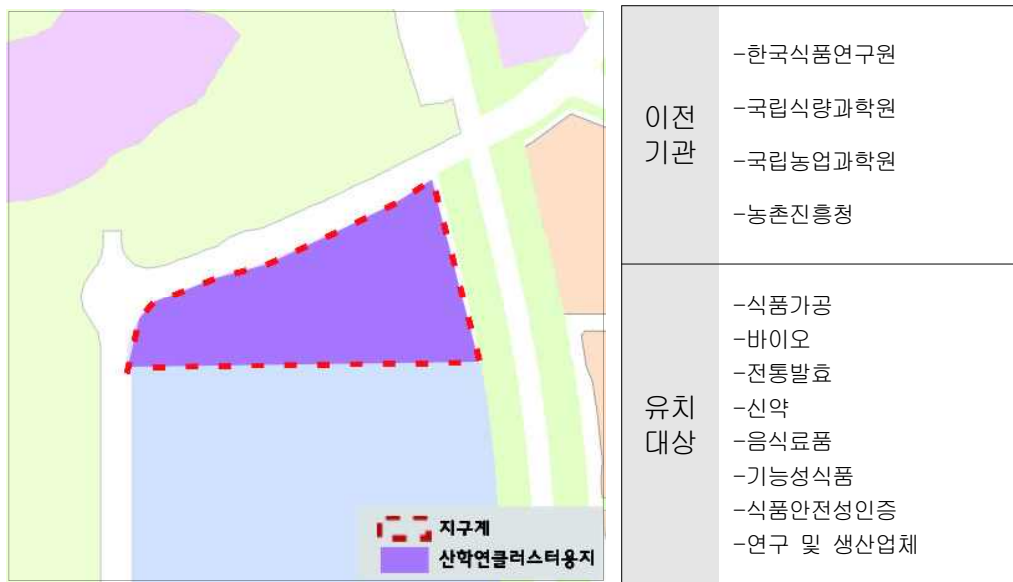 지구계
산학연클러스터용지
이전
기관
-한국식품연구원
-국립식량과학원
-국립농업과학원
-농촌진흥청
유치
대상
-식품가공
-바이오
-전통발효
-신약
-음식료품
-기능성식품
-식품안전성인증
-연구 및 생산업체